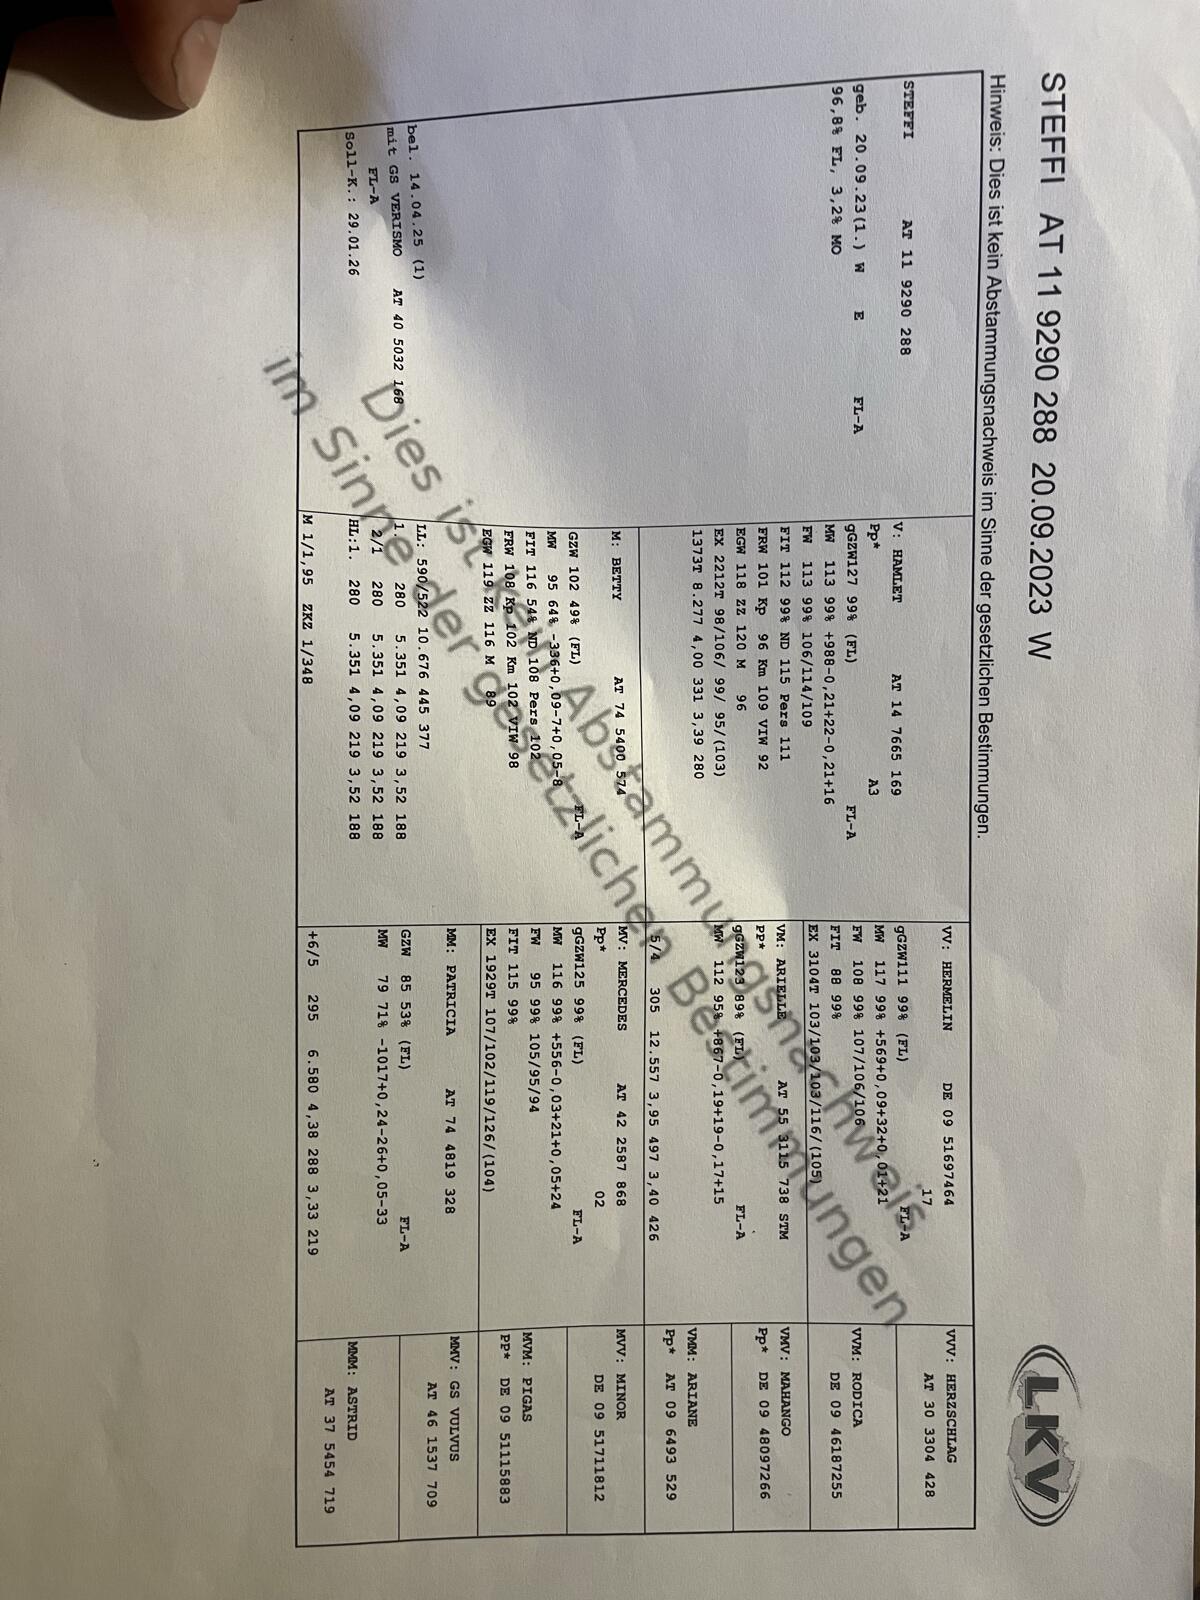 STEFFI AT 11 9290 288 20.09.2023 W
LKV
Hinweis: Dies ist kein Abstammungsnachweis im Sinne der gesetzlichen Bestimmungen.
STEFFI AT 11 9290 288
FL-A
geb. 20.09.23(1.) W E
96,8% FL, 3,2% MO
bel. 14.04.25 (1)
mit GS VERISMO AT 40 5032 168
FL-A
Soll-K.: 29.01.26
V: HAMLET AT 14 7665 169
Pp* A3
FL-A
gGZW127 99% (FL)
MW 113 99% +988-0,21+22-0,21+16
FW 113 99% 106/114/109
FIT 112 99% ND 115 Pers 111
FRW 101 Kp 96 Km 109 VIW 92
EGW 118 ZZ 120 M 96
EX 2212T 98/106/ 99/ 95/(103)
1373T 8.277 4,00 331 3,39 280
M: BETTY AT 74 5400 574
FL-A
GZW 102 49% (FL)
MW 95 64% -336+0,09-7+0,05-8
FIT 116 54% ND 108 Pers 102
FRW 108 Kp 102 Km 102 VIW 98
EGW 119 ZZ 116 M 89
LL: 590/522 10.676 445 377
1. 280 5.351 4,09 219 3,52 188
2/1 280 5.351 4,09 219 3,52 188
HL:1. 280 5.351 4,09 219 3,52 188
M 1/1,95 ZKZ 1/348
VV: HERMELIN DE 09 51697464
17
FL-A
gGZW111 99% (FL)
MW 117 99% +569+0,09+32+0,01+21
FW 108 99% 107/106/106
FIT 88 99%
EX 3104T 103/103/103/116/(105)
VM: ARIELLE AT 55 3115 738 STM
PP*
FL-A
gGZW123 89% (FL)
MW 112 95% +867-0,19+19-0,17+15
5/4 305 12.557 3,95 497 3,40 426
MV: MERCEDES AT 42 2587 868
Pp* 02
FL-A
gGZW125 99% (FL)
MW 116 99% +556-0,03+21+0,05+24
FW 95 99% 105/95/94
FIT 115 99%
EX 1929T 107/102/119/126/(104)
MM: PATRICIA AT 74 4819 328
FL-A
GZW 85 53% (FL)
MW 79 71% -1017+0,24-26+0,05-33
+6/5 295 6.580 4,38 288 3,33 219
VVV: HERZSCHLAG
AT 30 3304 428
VVM: RODICA
DE 09 46187255
VMV: MAHANGO
Pp* DE 09 48097266
VMM: ARIANE
Pp* AT 09 6493 529
MVV: MINOR
DE 09 51711812
MVM: PIGAS
PP* DE 09 51115883
MMV: GS VULVUS
AT 46 1537 709
MMM: ASTRID
AT 37 5454 719
Dies ist kein Abstammungsnachweis
im Sinne der gesetzlichen Bestimmungen